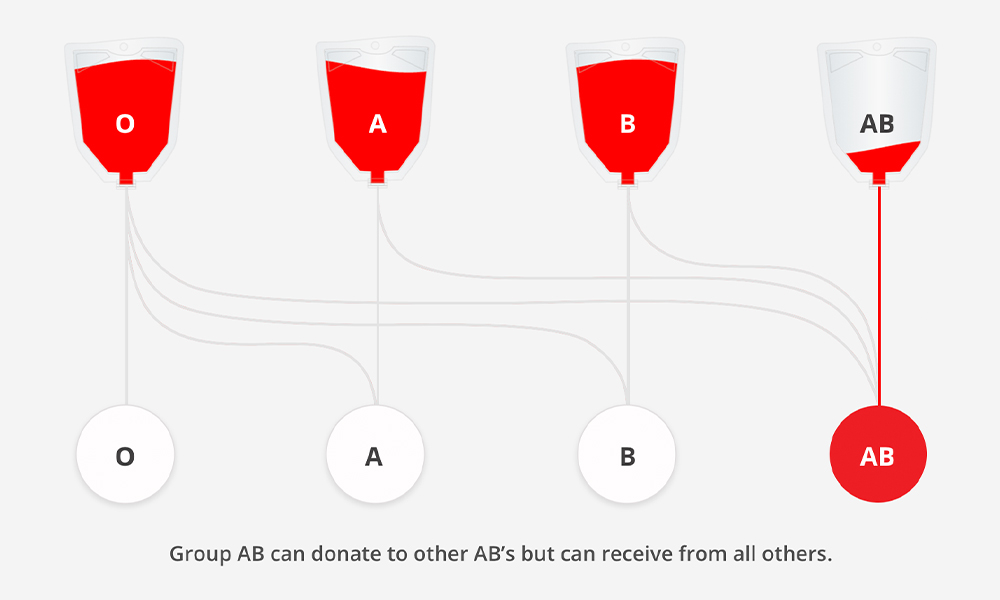 O
A
B
AB
O
A
B
AB
Group AB can donate to other AB’s but can receive from all others.